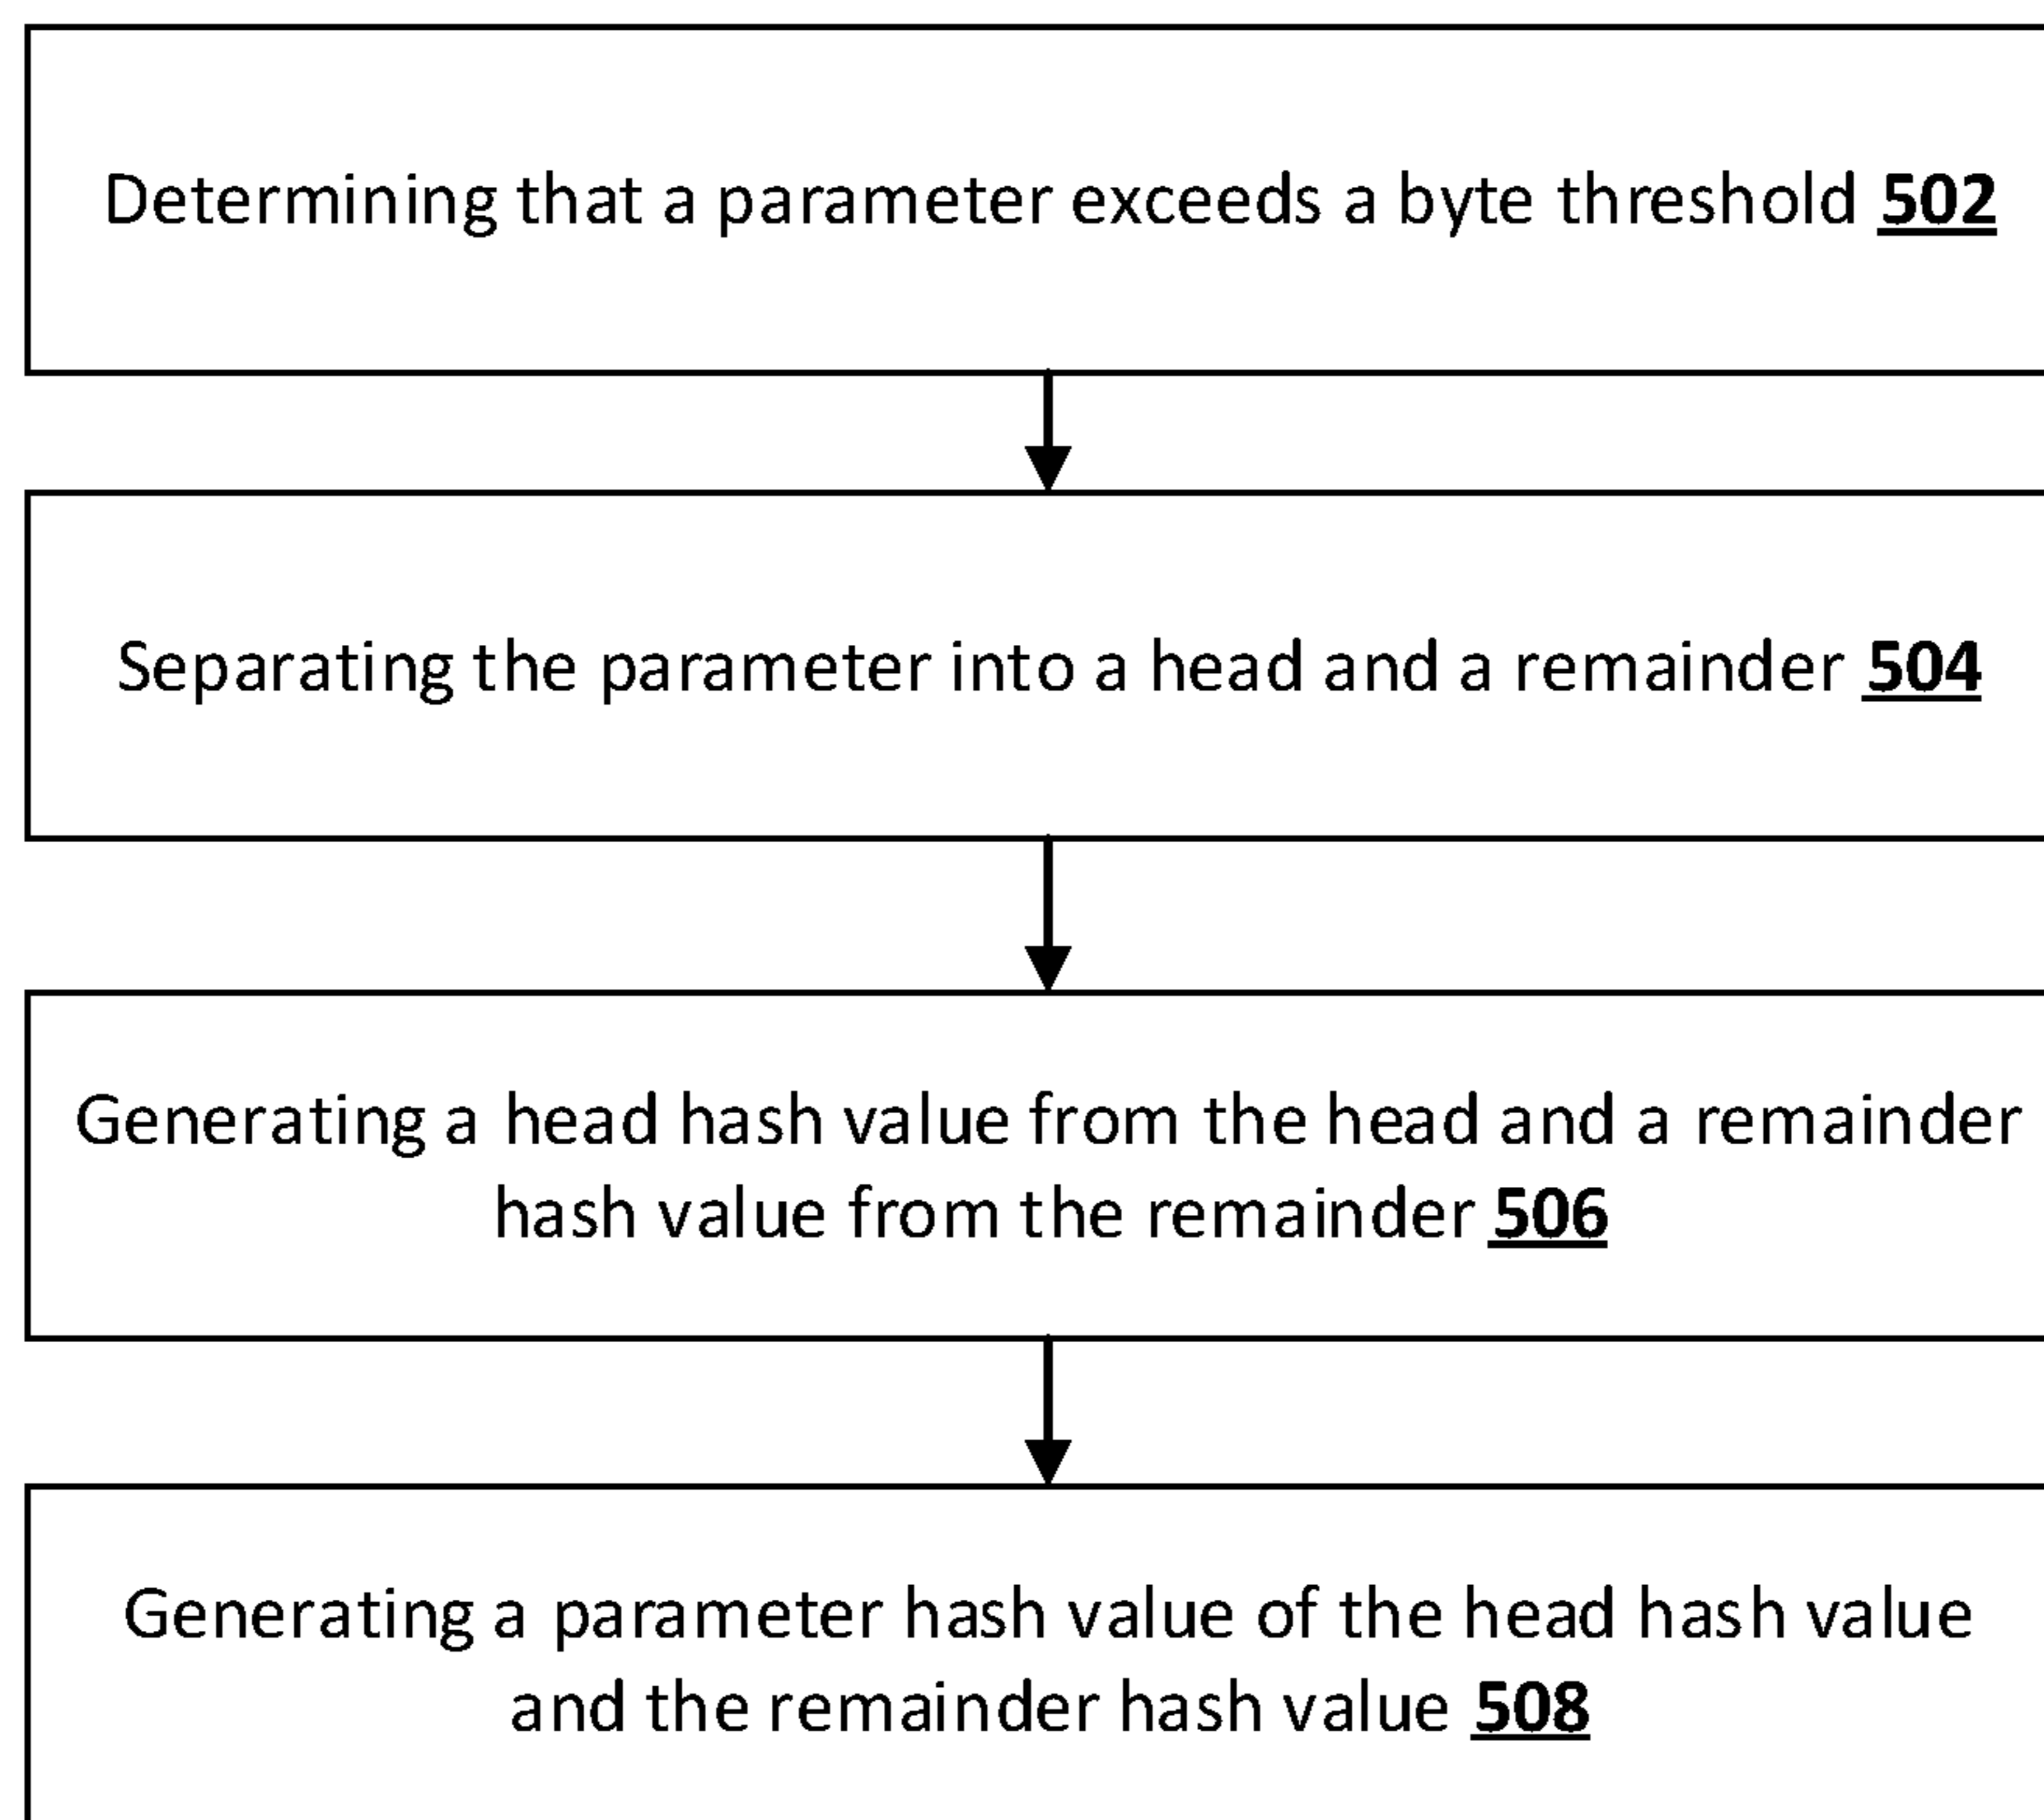 Determining that a parameter exceeds a byte threshold 502
Separating the parameter into a head and a remainder 504
Generating a head hash value from the head and a remainder
hash value from the remainder 506
Generating a parameter hash value of the head hash value
and the remainder hash value 508